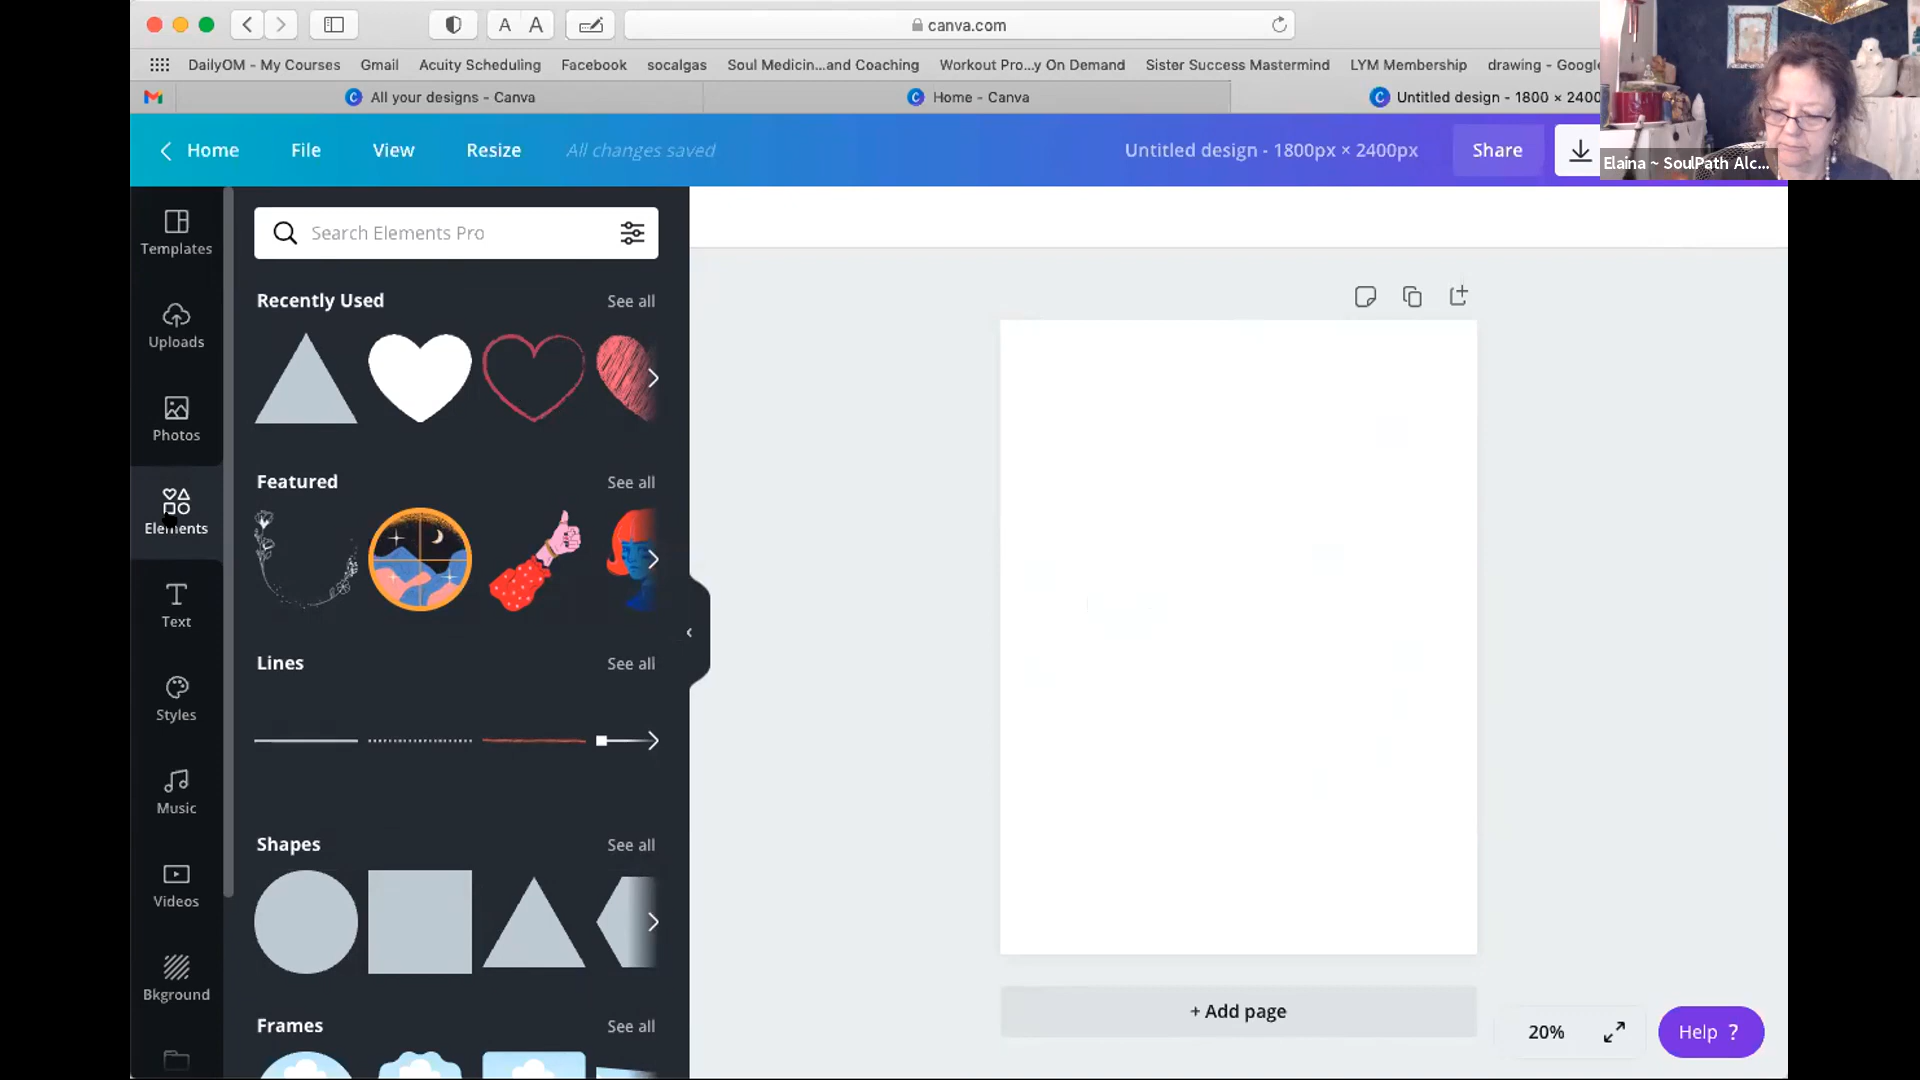 A A
canva.com
DailyOM - My Courses Gmail Acuity Scheduling Facebook socalgas Soul Medicin...and Coaching Workout Pro...y On Demand Sister Success Mastermind LYM Membership drawing - Google
All your designs - Canva Home - Canva Untitled design - 1800 × 2400
Home File View Resize All changes saved Untitled design - 1800px × 2400px Share
Elaina ~ SoulPath Alc...
Templates
Uploads
Photos
Elements
Text
Styles
Music
Videos
Bkground
Search Elements Pro
Recently Used See all
Featured See all
Lines See all
Shapes See all
Frames See all
+ Add page
20% Help ?